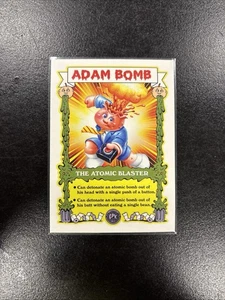 ADAM BOMB
THE ATOMIC BLASTER
• Can detonate an atomic bomb out of
his head with a single push of a button.
• Can detonate an atomic bomb out of
his butt without eating a single bean.